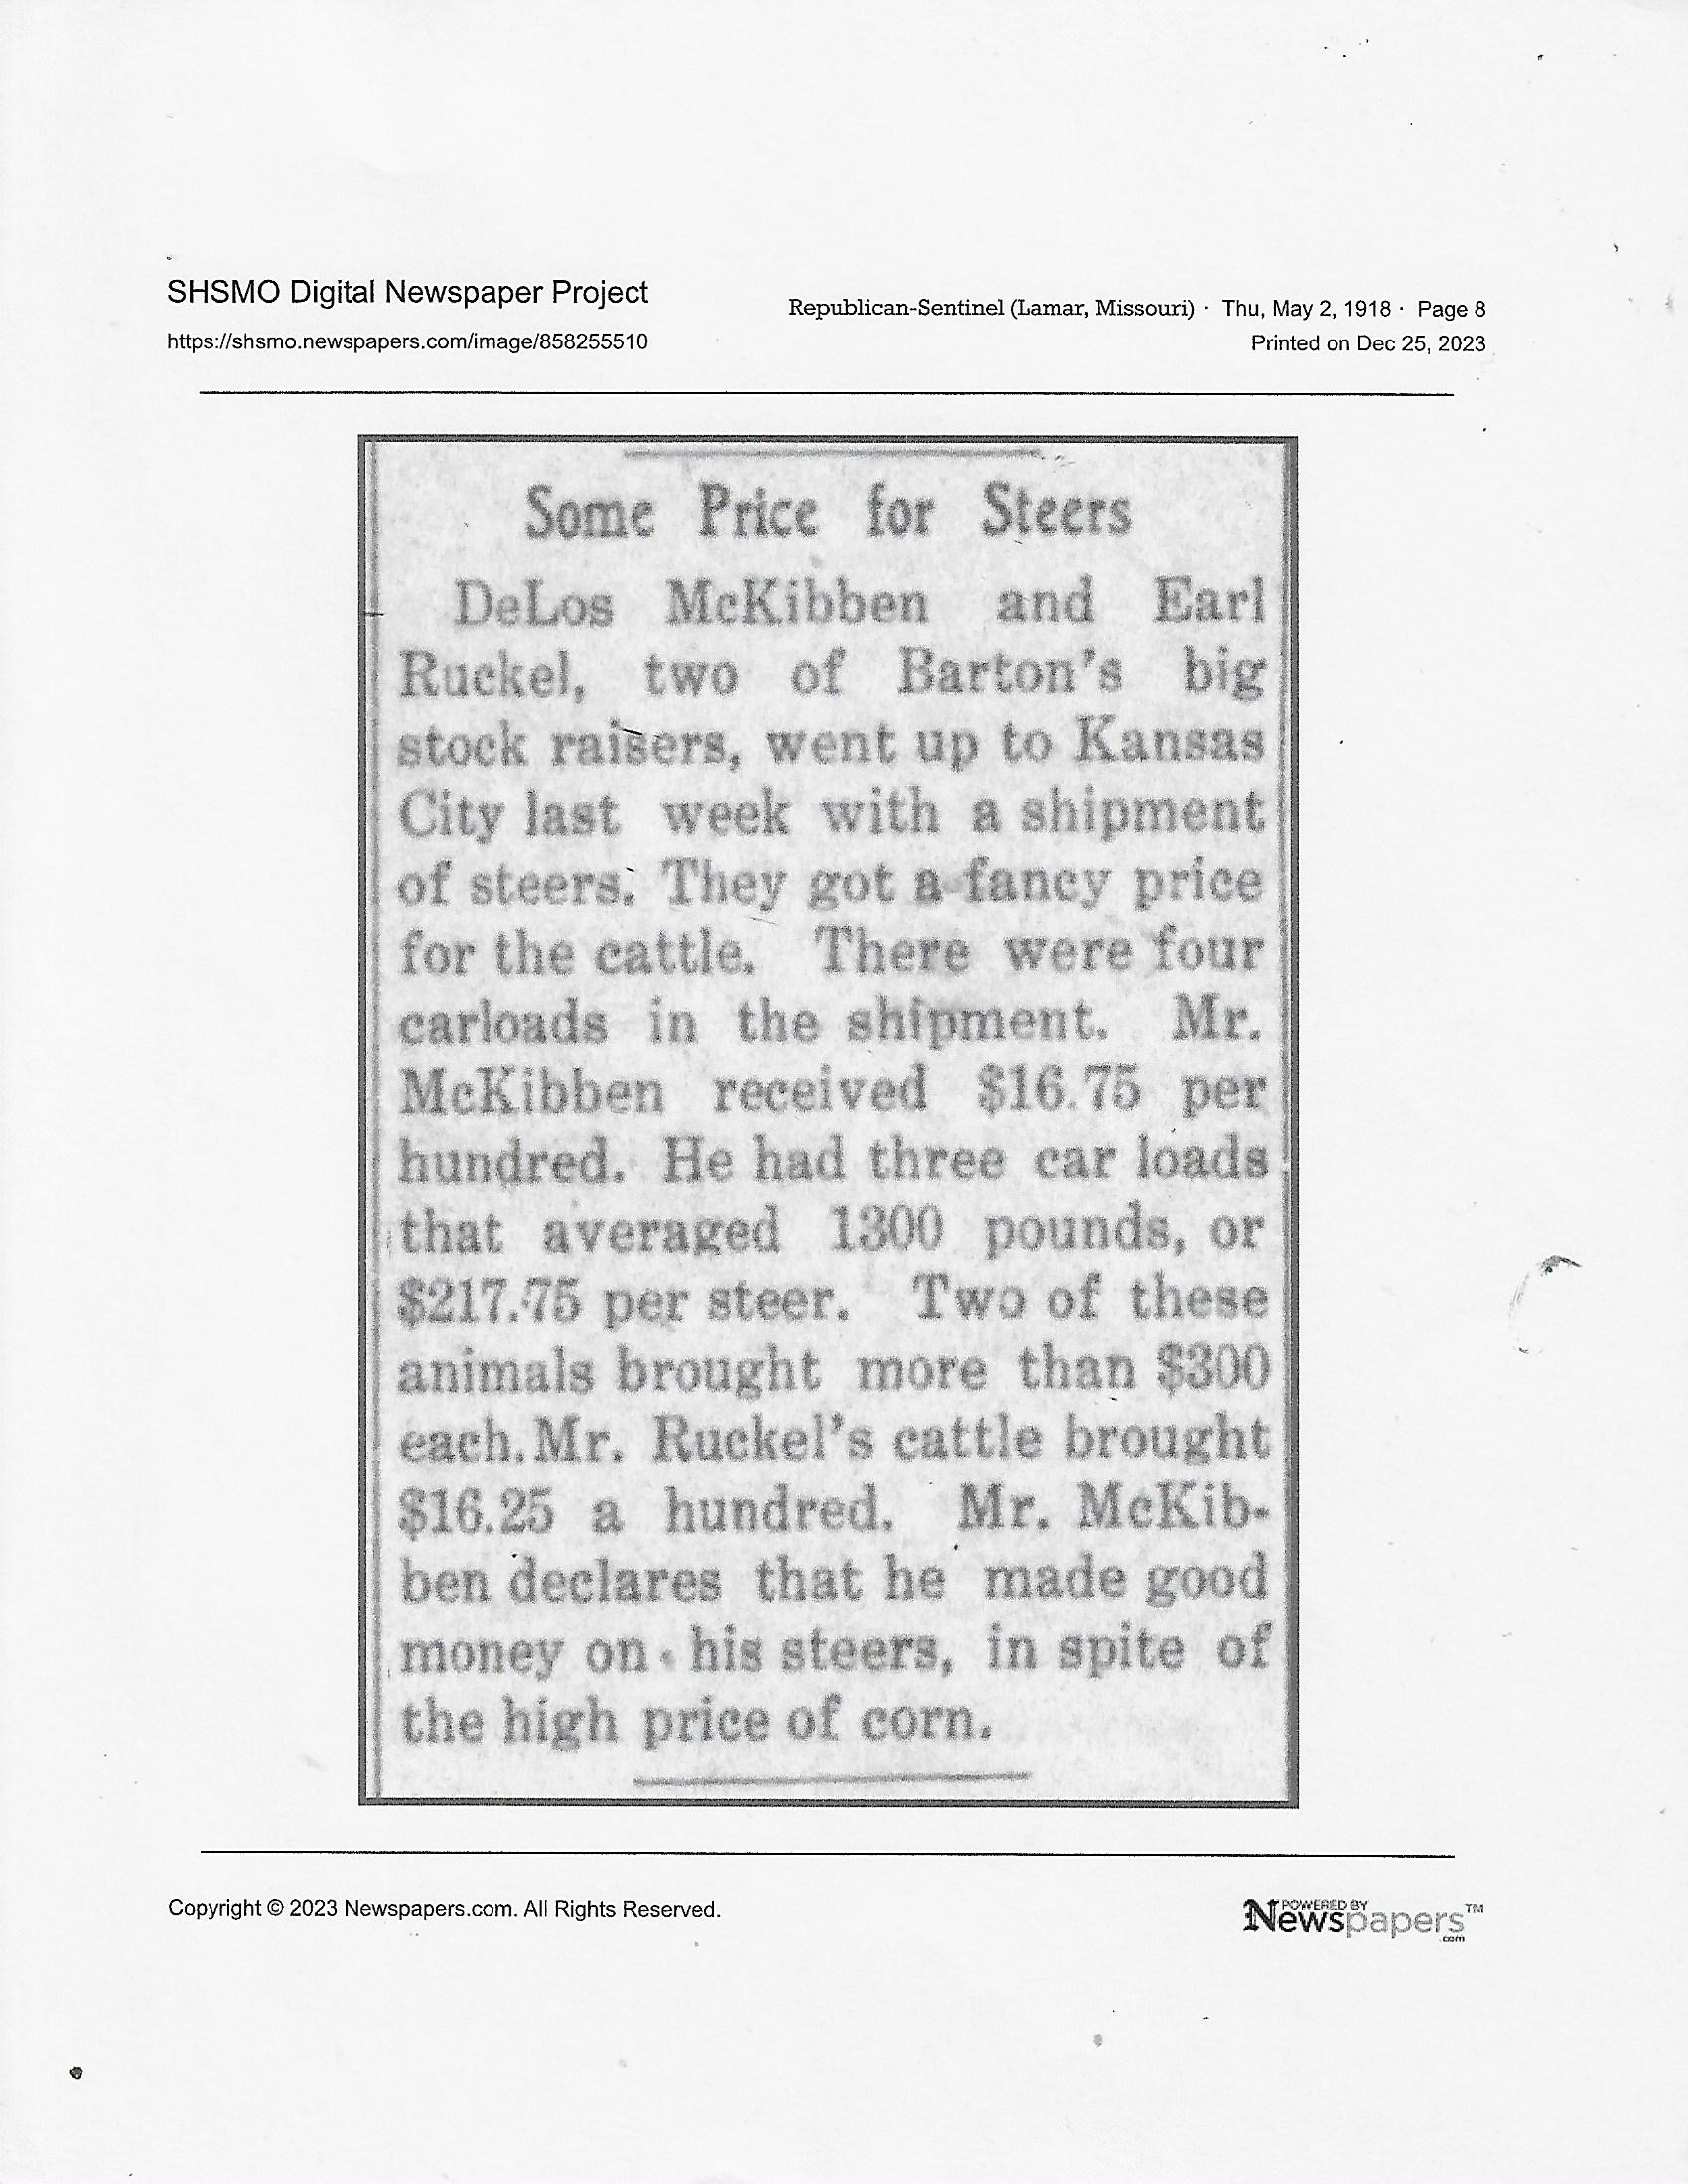 SHSMO Digital Newspaper Project
https://shsmo.newspapers.com/image/858255510
Republican-Sentinel (Lamar, Missouri) · Thu, May 2, 1918 · Page 8
Printed on Dec 25, 2023
Some Price for Steers
DeLos McKibben and Earl
Ruckel, two of Barton's big
stock raisers, went up to Kansas
City last week with a shipment
of steers. They got a fancy price
for the cattle. There were four
carloads in the shipment. Mr.
McKibben received $16.75 per
hundred. He had three car loads
that averaged 1300 pounds, or
$217.75 per steer. Two of these
animals brought more than $300
each. Mr. Ruckel's cattle brought
$16.25 a hundred. Mr. McKib-
ben declares that he made good
money on his steers, in spite of
the high price of corn.
Copyright © 2023 Newspapers.com. All Rights Reserved.
POWERED BY
Newspapers™
.com